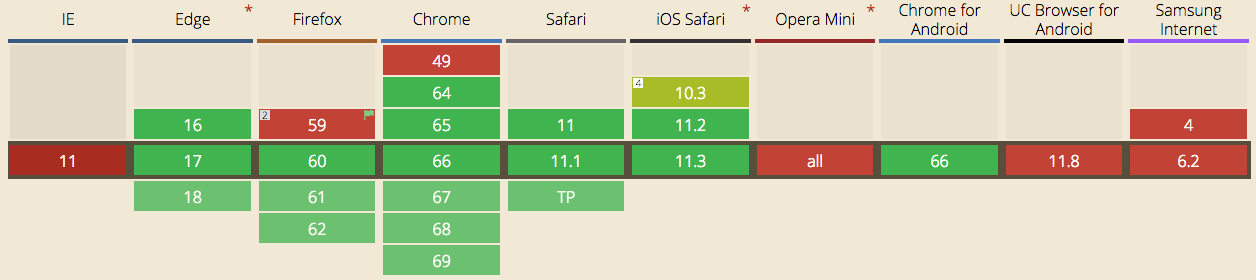 IE Edge * Firefox Chrome Safari iOS Safari * Opera Mini * Chrome for Android UC Browser for Android Samsung Internet
49
64 4 10.3
16 2 59 65 11 11.2 4
11 17 60 66 11.1 11.3 all 66 11.8 6.2
18 61 67 TP
62 68
69